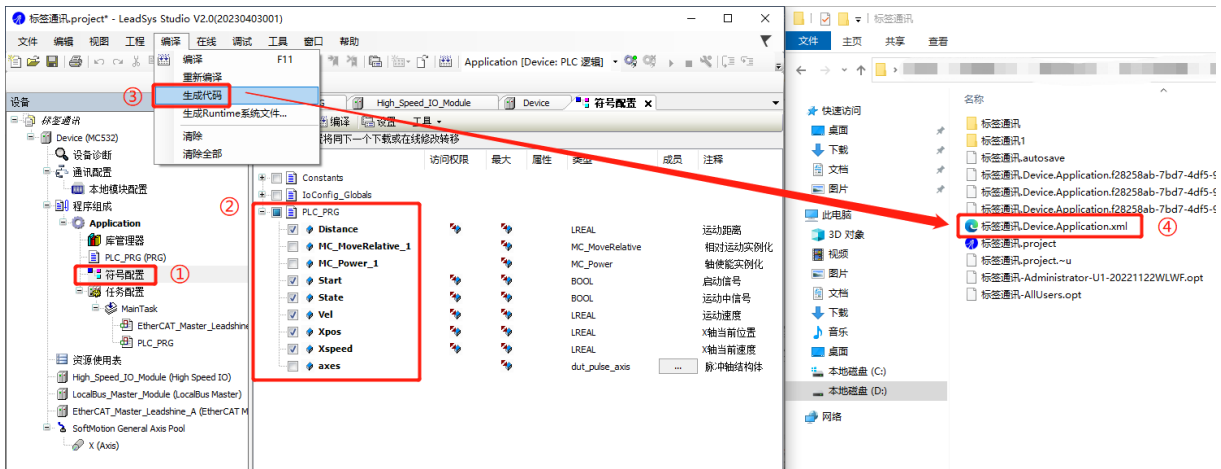 标签通讯.project* - LeadSys Studio V2.0(20230403001)
文件 编辑 视图 工程 编译 在线 调试 工具 窗口 帮助
Application [Device: PLC 逻辑]
编译 F11
重新编译
③ 生成代码
生成Runtime系统文件...
清除
清除全部
设备
标签通讯
Device (MC532)
设备诊断
通讯配置
本地模块配置
程序组成
Application
库管理器
PLC_PRG (PRG)
符号配置 ①
任务配置
MainTask
EtherCAT_Master_Leadshine
PLC_PRG
资源使用表
High_Speed_IO_Module (High Speed IO)
LocalBus_Master_Module (LocalBus Master)
EtherCAT_Master_Leadshine_A (EtherCAT M
SoftMotion General Axis Pool
X (Axis)
High_Speed_IO_Module Device 符号配置
编译 设置 工具
将同下一个下载或在线修改转移
访问权限 最大 属性 类型 成员 注释
Constants
IoConfig_Globals
② PLC_PRG
Distance LREAL 运动距离
MC_MoveRelative_1 MC_MoveRelative 相对运动实例化
MC_Power_1 MC_Power 轴使能实例化
Start BOOL 启动信号
State BOOL 运动中信号
Vel LREAL 运动速度
Xpos LREAL X轴当前位置
Xspeed LREAL X轴当前速度
axes dut_pulse_axis ... 脉冲轴结构体
标签通讯
文件 主页 共享 查看
快速访问
桌面
下载
文档
图片
此电脑
3D 对象
视频
图片
文档
下载
音乐
桌面
本地磁盘 (C:)
本地磁盘 (D:)
网络
名称
标签通讯
标签通讯1
标签通讯.autosave
标签通讯.Device.Application.f28258ab-7bd7-4df5-9
标签通讯.Device.Application.f28258ab-7bd7-4df5-9
标签通讯.Device.Application.f28258ab-7bd7-4df5-9
标签通讯.Device.Application.xml ④
标签通讯.project
标签通讯.project.~u
标签通讯-Administrator-U1-20221122WLWF.opt
标签通讯-AllUsers.opt